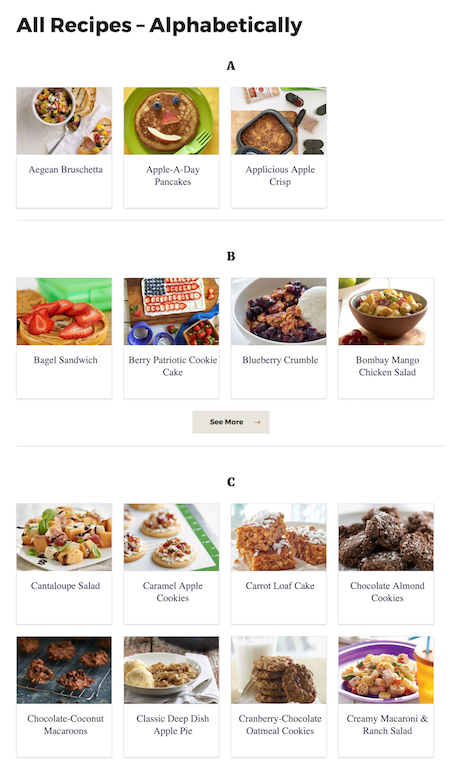 All Recipes – Alphabetically
A
Aegean Bruschetta
Apple-A-Day
Pancakes
Applicious Apple
Crisp
B
Bagel Sandwich
Berry Patriotic Cookie
Cake
Blueberry Crumble
Bombay Mango
Chicken Salad
See More →
C
Cantaloupe Salad
Caramel Apple
Cookies
Carrot Loaf Cake
Chocolate Almond
Cookies
Chocolate-Coconut
Macaroons
Classic Deep Dish
Apple Pie
Cranberry-Chocolate
Oatmeal Cookies
Creamy Macaroni &
Ranch Salad